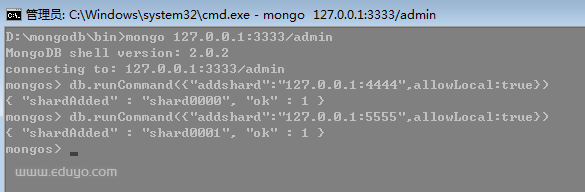 管理员: C:\Windows\system32\cmd.exe - mongo  127.0.0.1:3333/admin
D:\mongodb\bin>mongo 127.0.0.1:3333/admin
MongoDB shell version: 2.0.2
connecting to: 127.0.0.1:3333/admin
mongos> db.runCommand({"addshard":"127.0.0.1:4444",allowLocal:true})
{ "shardAdded" : "shard0000", "ok" : 1 }
mongos> db.runCommand({"addshard":"127.0.0.1:5555",allowLocal:true})
{ "shardAdded" : "shard0001", "ok" : 1 }
mongos>
www.eduyo.com